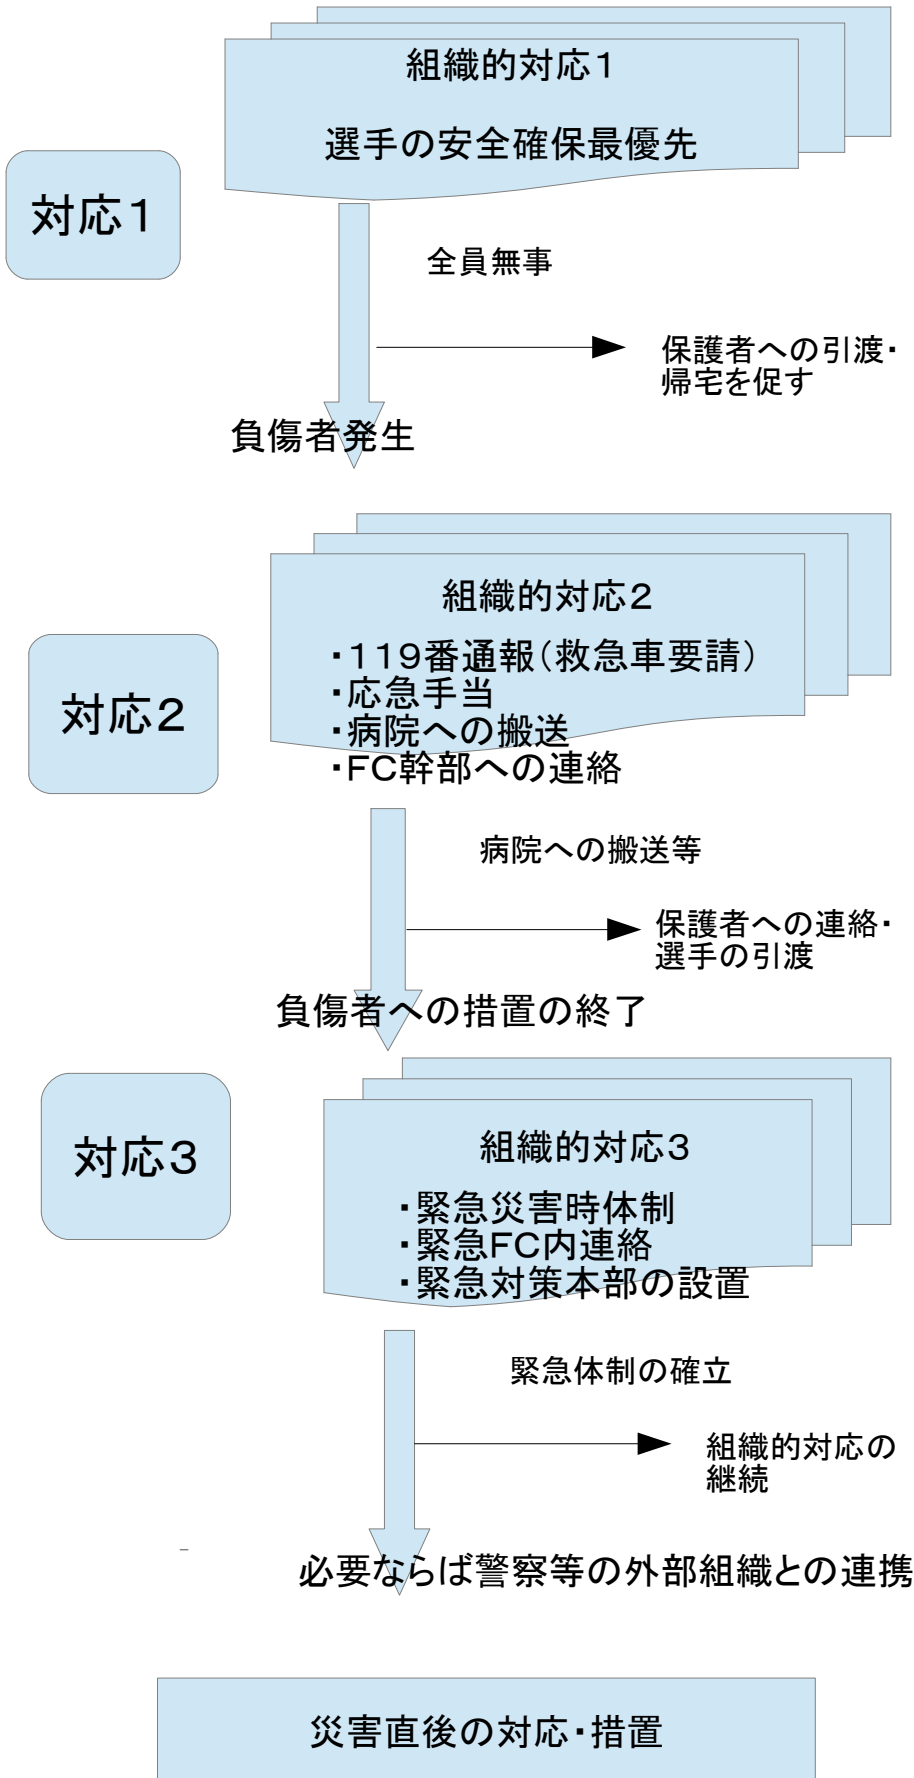 組織的対応1
選手の安全確保最優先
対応1
全員無事
保護者への引渡・
帰宅を促す
負傷者発生
組織的対応2
・119番通報(救急車要請)
・応急手当
・病院への搬送
・FC幹部への連絡
対応2
病院への搬送等
保護者への連絡・
選手の引渡
負傷者への措置の終了
組織的対応3
・緊急災害時体制
・緊急FC内連絡
・緊急対策本部の設置
対応3
緊急体制の確立
組織的対応の
継続
必要ならば警察等の外部組織との連携
災害直後の対応・措置